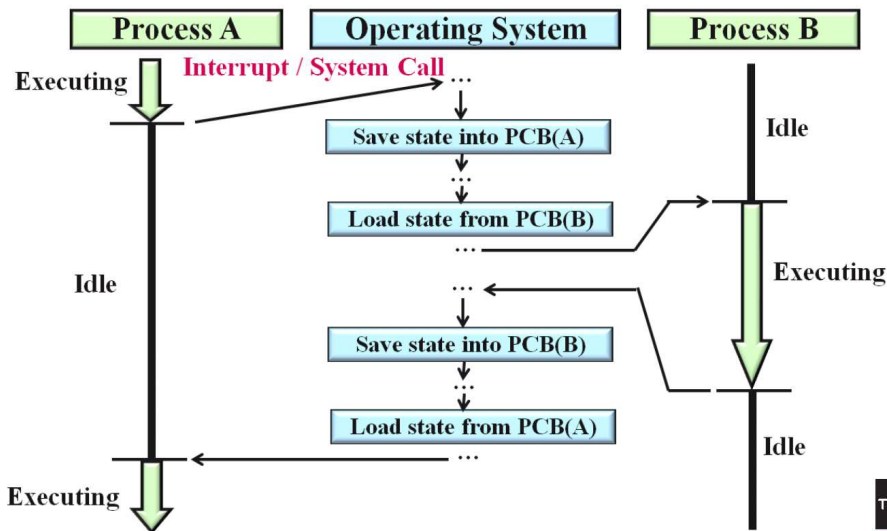 Process A
Operating System
Process B
Executing
Interrupt / System Call
...
Idle
Save state into PCB(A)
...
Load state from PCB(B)
...
Idle
Executing
...
Save state into PCB(B)
...
Load state from PCB(A)
...
Idle
Executing
T